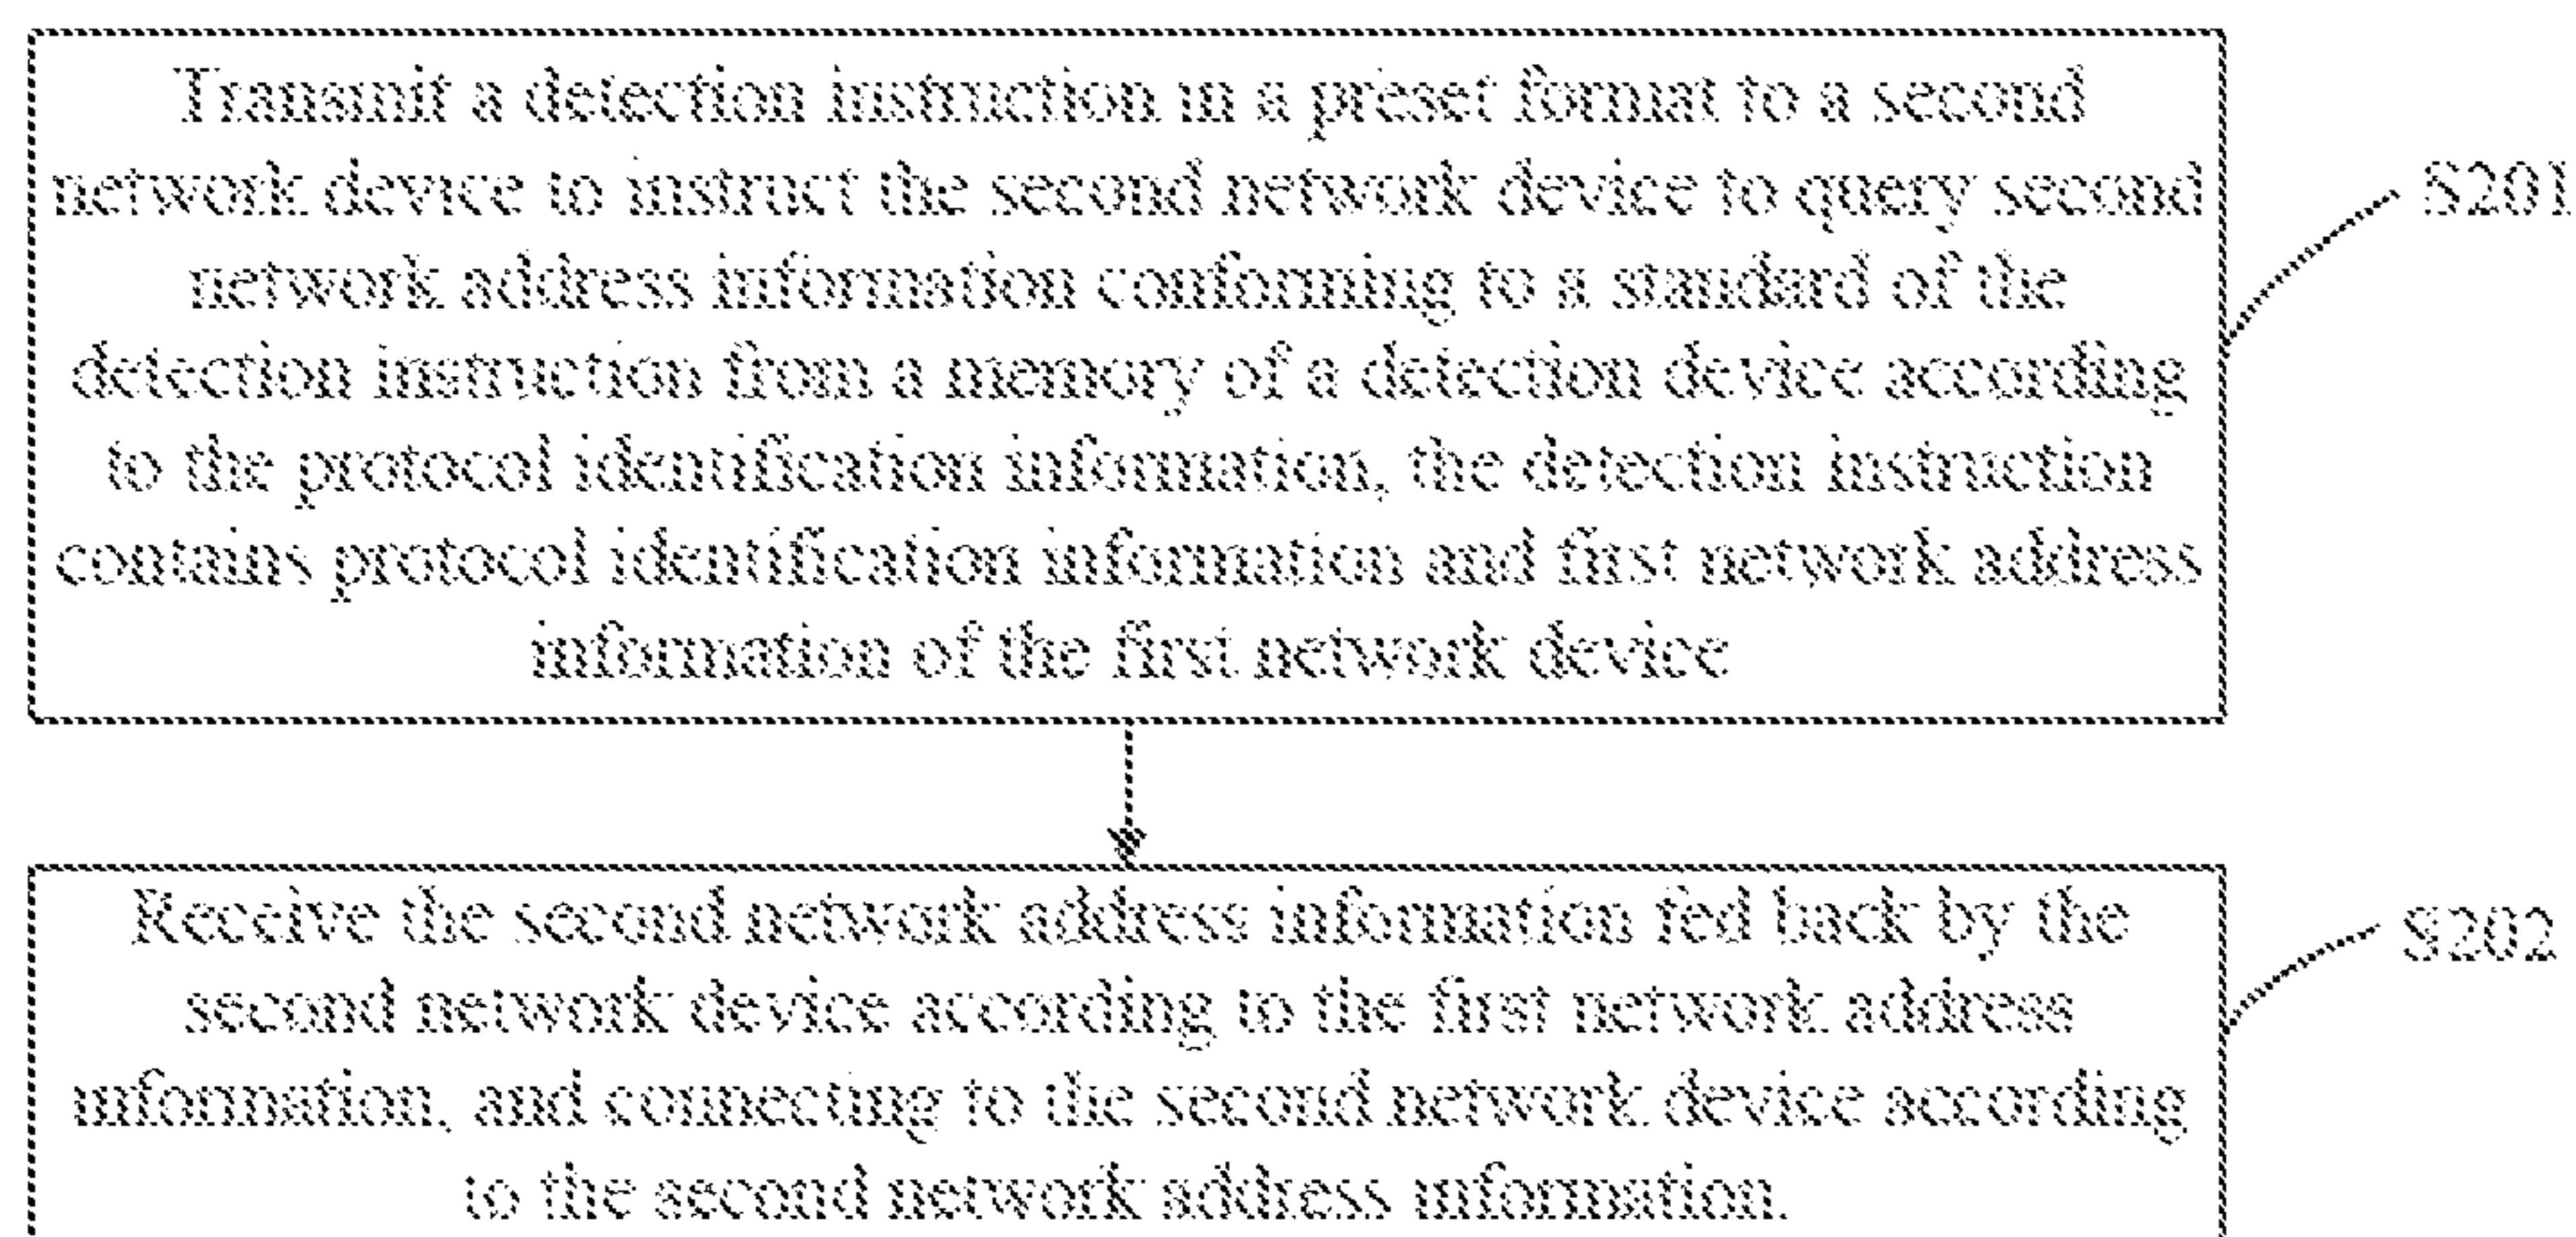 Transmit a detection instruction in a preset format to a second
network device to instruct the second network device to query second
network address information conforming to a standard of the
detection instruction from a memory of a detection device according
to the protocol identification information, the detection instruction
contains protocol identification information and first network address
information of the first network device
S201
Receive the second network address information fed back by the
second network device according to the first network address
information, and connecting to the second network device according
to the second network address information.
S202